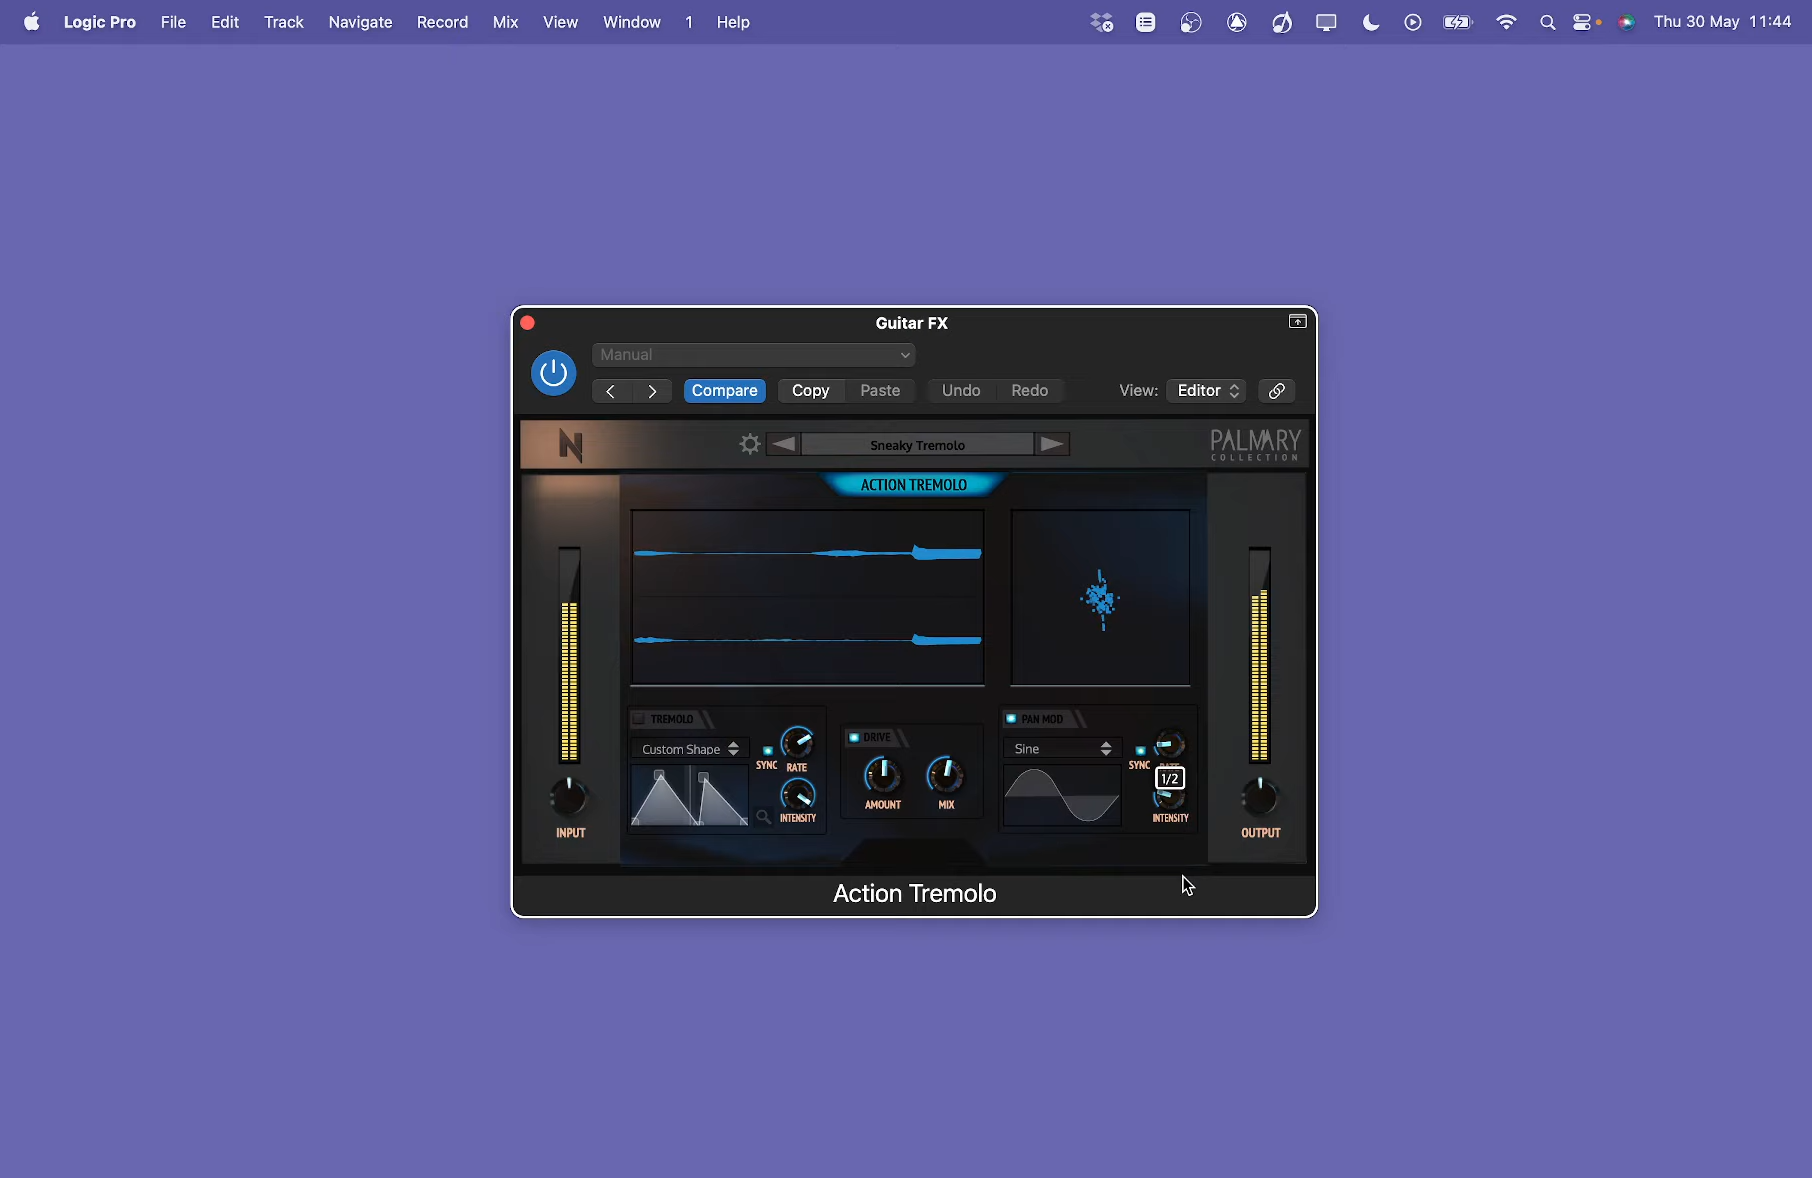 Logic Pro File Edit Track Navigate Record Mix View Window 1 Help Thu 30 May 11:44
Guitar FX
Manual
Compare Copy Paste Undo Redo View: Editor
N Sneaky Tremolo PALMARY
COLLECTION
ACTION TREMOLO
TREMOLO PAN MOD
DRIVE
Custom Shape Sine
SYNC RATE SYNC RATE
1/2
AMOUNT MIX
INTENSITY INTENSITY
INPUT OUTPUT
Action Tremolo